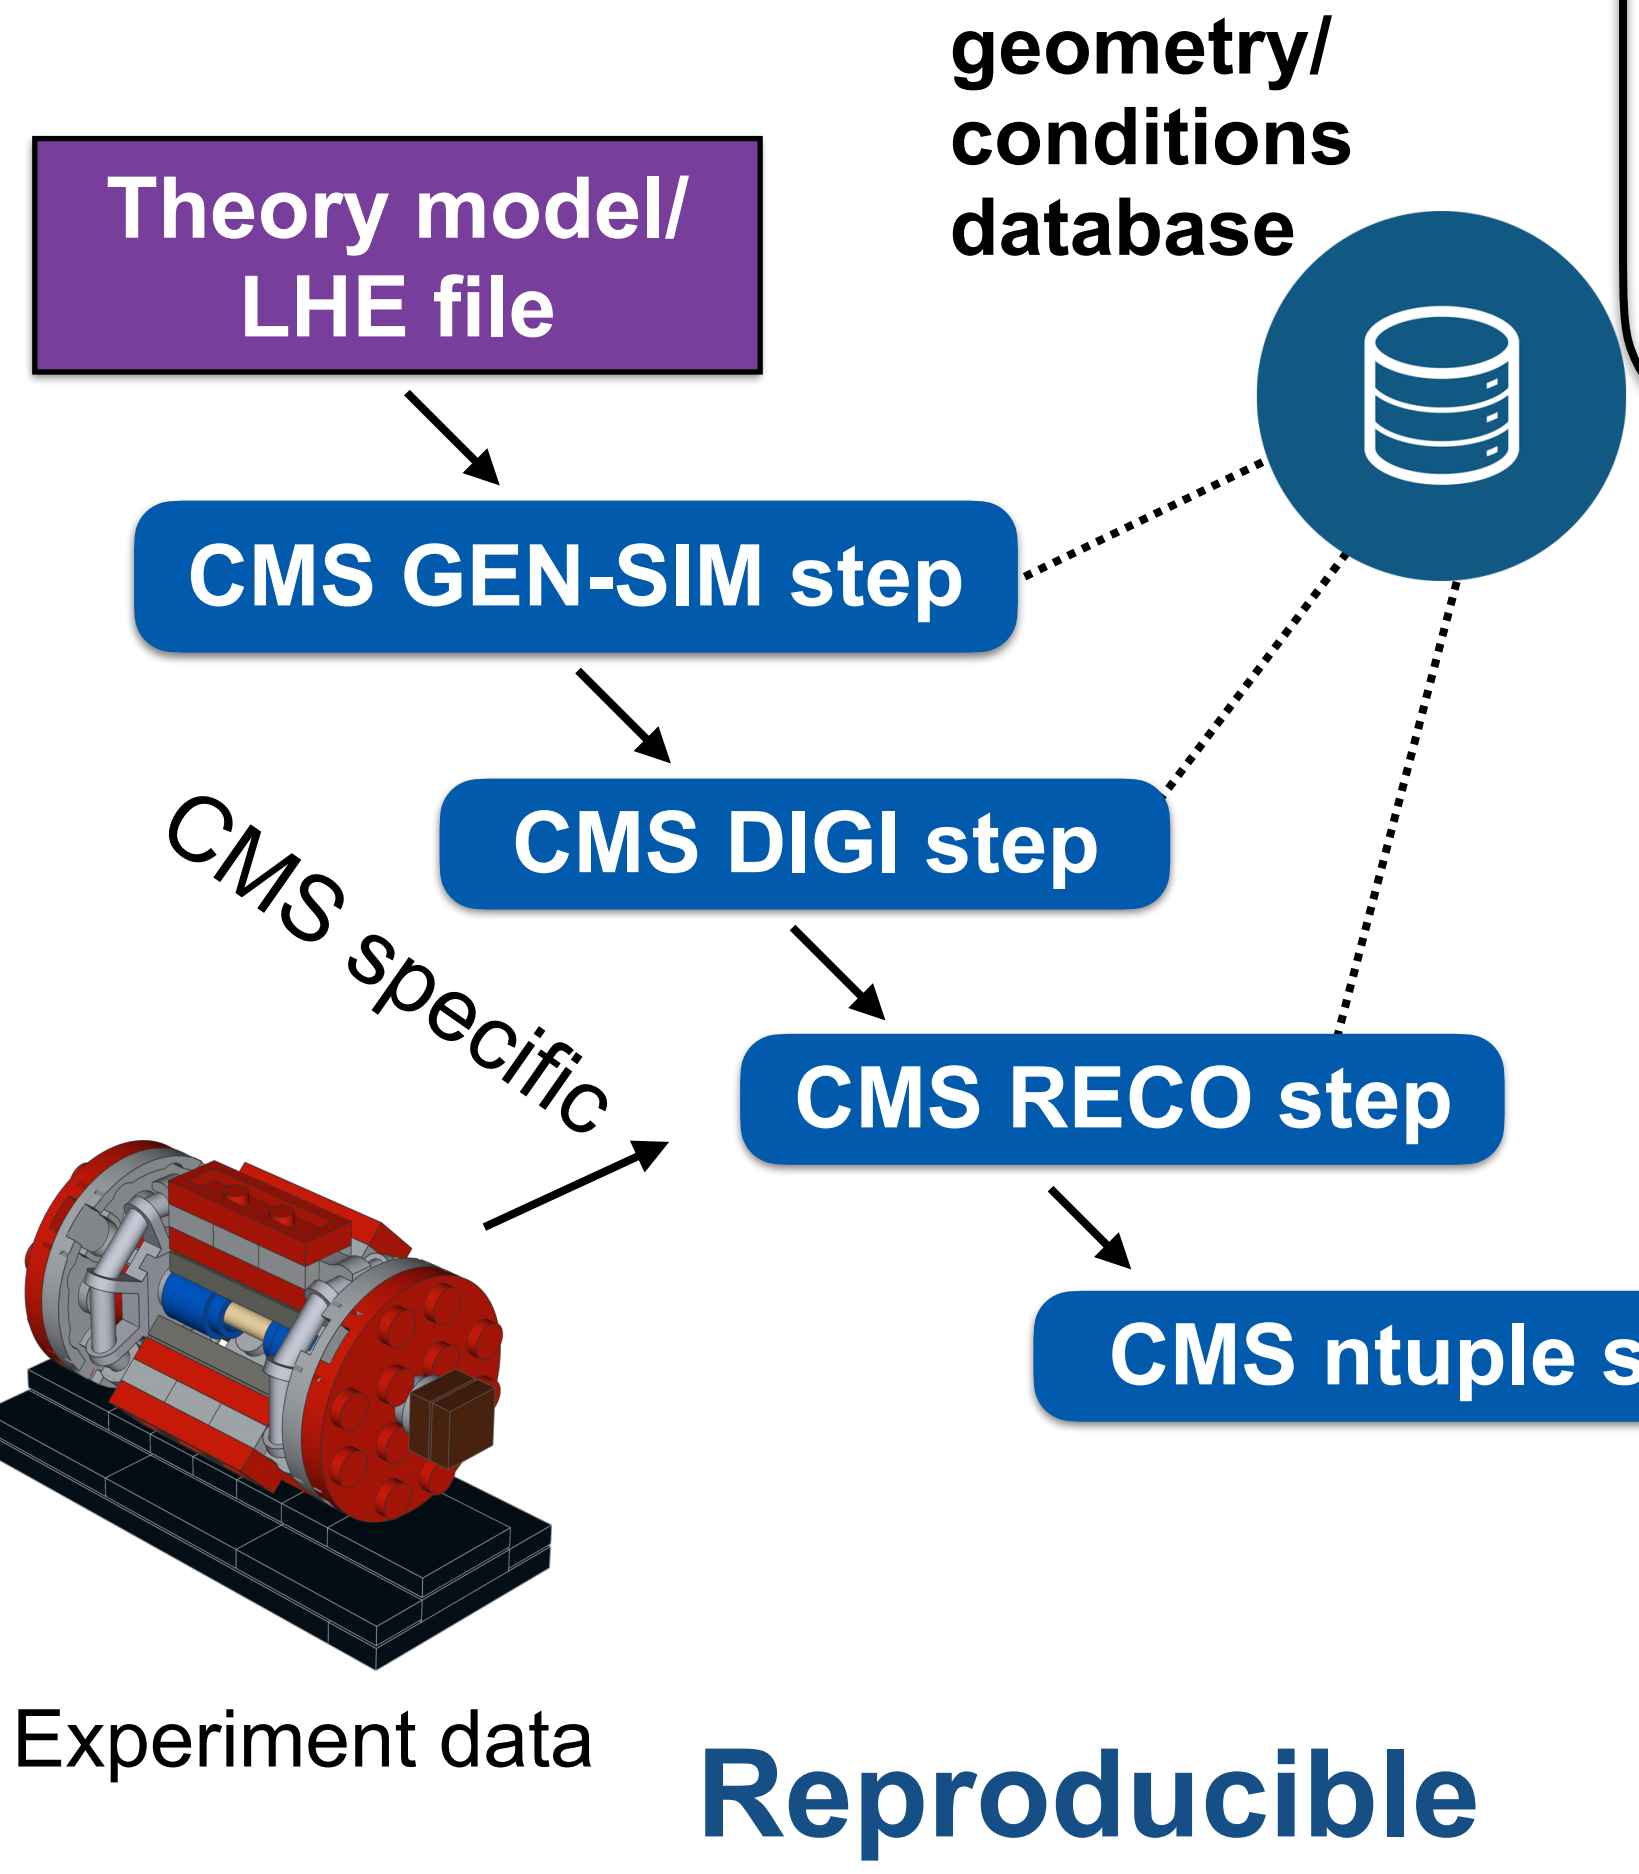 geometry/
conditions
database
Theory model/
LHE file
CMS GEN-SIM step
CMS DIGI step
CMS specific
CMS RECO step
CMS ntuple s
Experiment data
Reproducible